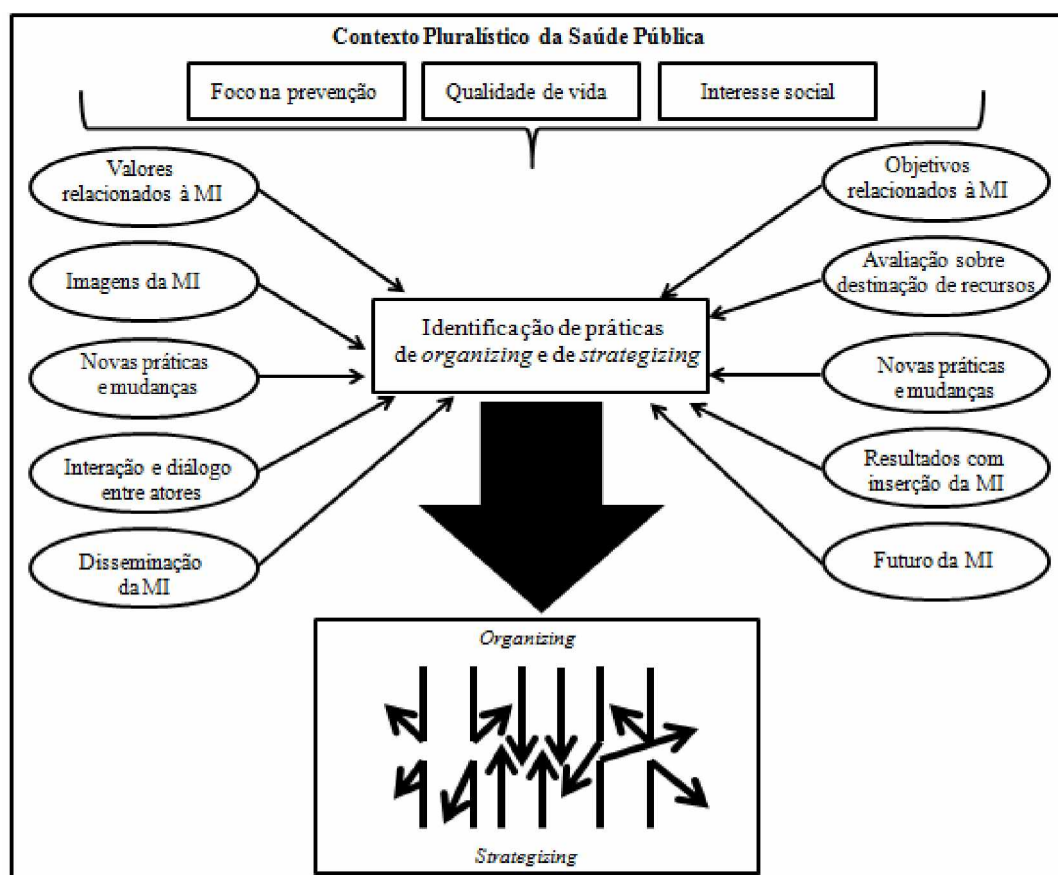 Contexto Pluralístico da Saúde Pública
Foco na prevenção
Qualidade de vida
Interesse social
Valores
relacionados à MI
Imagens da MI
Novas práticas
e mudanças
Interação e diálogo
entre atores
Disseminação
da MI
Objetivos
relacionados à MI
Avaliação sobre
destinação de recursos
Novas práticas
e mudanças
Resultados com
inserção da MI
Futuro da MI
Identificação de práticas
de organizing e de strategizing
Organizing
Strategizing